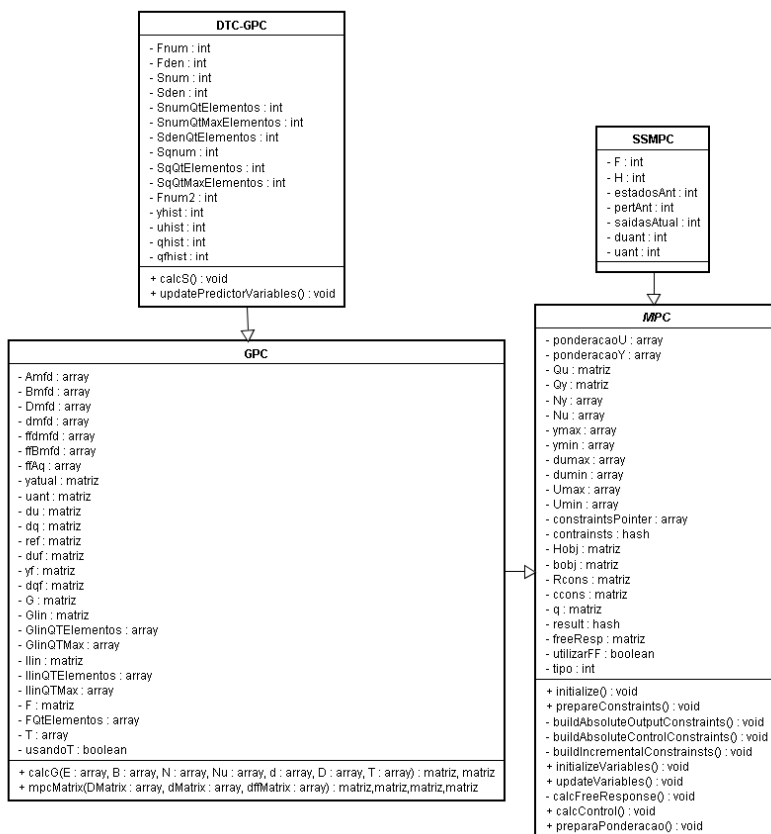 DTC-GPC
- Fnum : int
- Fden : int
- Snum : int
- Sden : int
- SnumQtElementos : int
- SnumQtMaxElementos : int
- SdenQtElementos : int
- Sqnum : int
- SqQtElementos : int
- SqQtMaxElementos : int
- Fnum2 : int
- yhist : int
- uhist : int
- qhist : int
- qfhist : int
+ calcS() : void
+ updatePredictorVariables() : void
SSMPC
- F : int
- H : int
- estadosAnt : int
- pertAnt : int
- saidasAtual : int
- duant : int
- uant : int
GPC
- Amfd : array
- Bmfd : array
- Dmfd : array
- dmfd : array
- ffdmfd : array
- ffBmfd : array
- ffAq : array
- yatual : matriz
- uant : matriz
- du : matriz
- dq : matriz
- ref : matriz
- duf : matriz
- yf : matriz
- dqf : matriz
- G : matriz
- Glin : matriz
- GlinQTElementos : array
- GlinQTMax : array
- Ilin : matriz
- IlinQTElementos : array
- IlinQTMax : array
- F : matriz
- FQtElementos : array
- T : array
- usandoT : boolean
+ calcG(E : array, B : array, N : array, Nu : array, d : array, D : array, T : array) : matriz, matriz
+ mpcMatrix(DMatrix : array, dMatrix : array, dffMatrix : array) : matriz,matriz,matriz,matriz
MPC
- ponderacaoU : array
- ponderacaoY : array
- Qu : matriz
- Qy : matriz
- Ny : array
- Nu : array
- ymax : array
- ymin : array
- dumax : array
- dumin : array
- Umax : array
- Umin : array
- constraintsPointer : array
- contrainsts : hash
- Hobj : matriz
- bobj : matriz
- Rcons : matriz
- ccons : matriz
- q : matriz
- result : hash
- freeResp : matriz
- utilizarFF : boolean
- tipo : int
+ initialize() : void
+ prepareConstraints() : void
- buildAbsoluteOutputConstraints() : void
- buildAbsoluteControlConstraints() : void
- buildIncrementalConstrainsts() : void
+ initializeVariables() : void
+ updateVariables() : void
- calcFreeResponse() : void
+ calcControl() : void
+ preparaPonderacao() : void